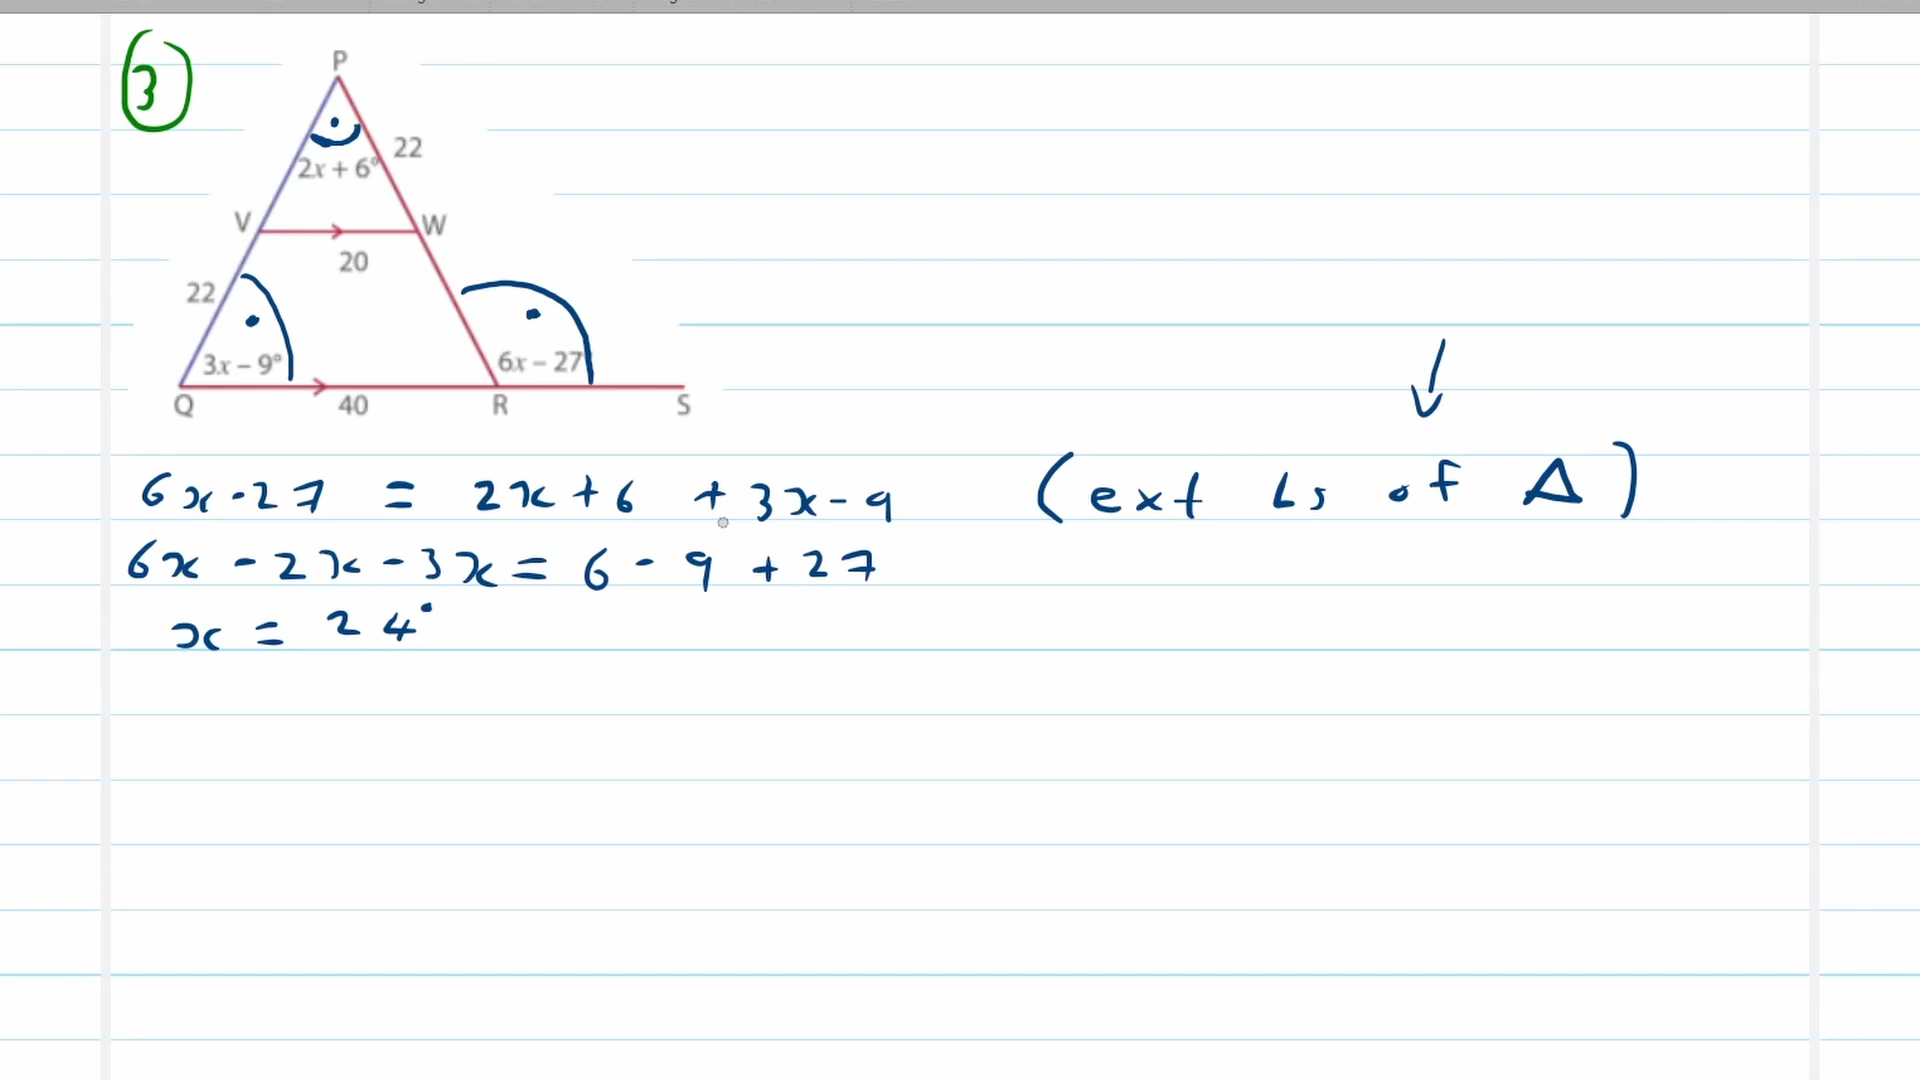 3
P
22
2x + 6°
V
W
20
22
3x – 9°
6x – 27
Q
40
R
S
6x - 27 = 2x + 6 + 3x - 9 (ext ∠s of Δ)
6x - 2x - 3x = 6 - 9 + 27
x = 24°